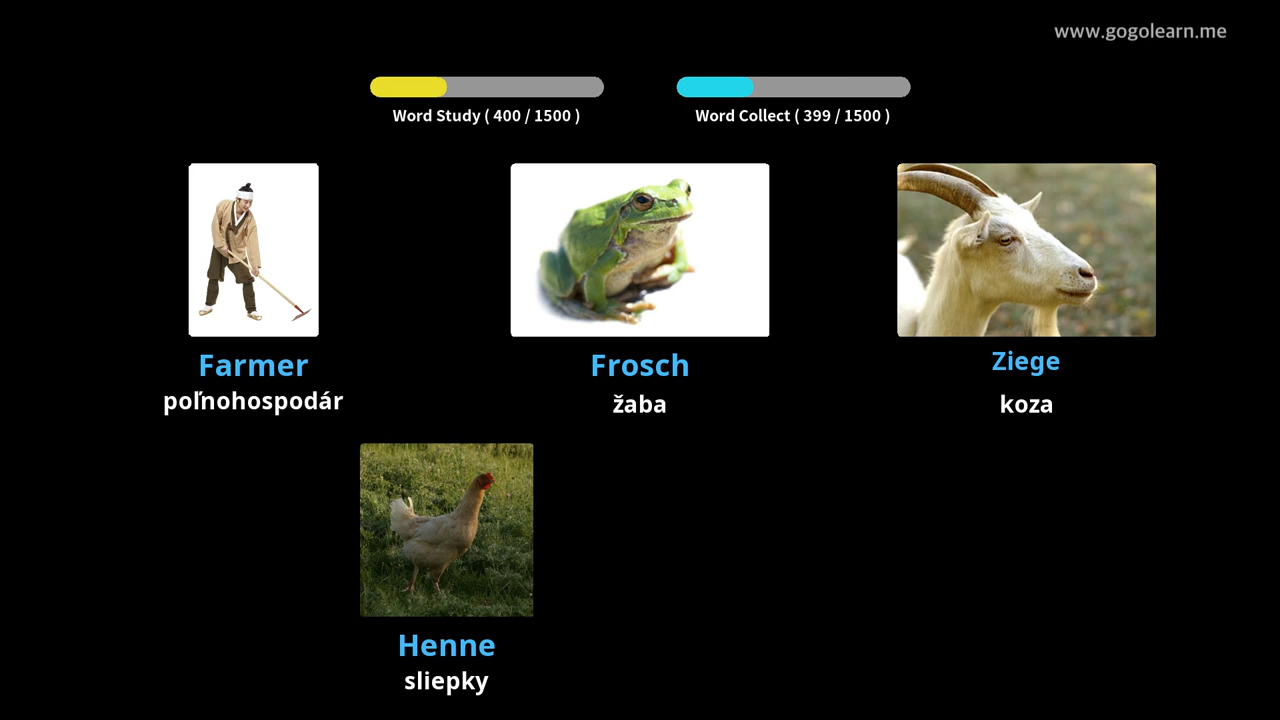 www.gogolearn.me
Word Study ( 400 / 1500 )
Word Collect ( 399 / 1500 )
Farmer
poľnohospodár
Frosch
žaba
Ziege
koza
Henne
sliepky